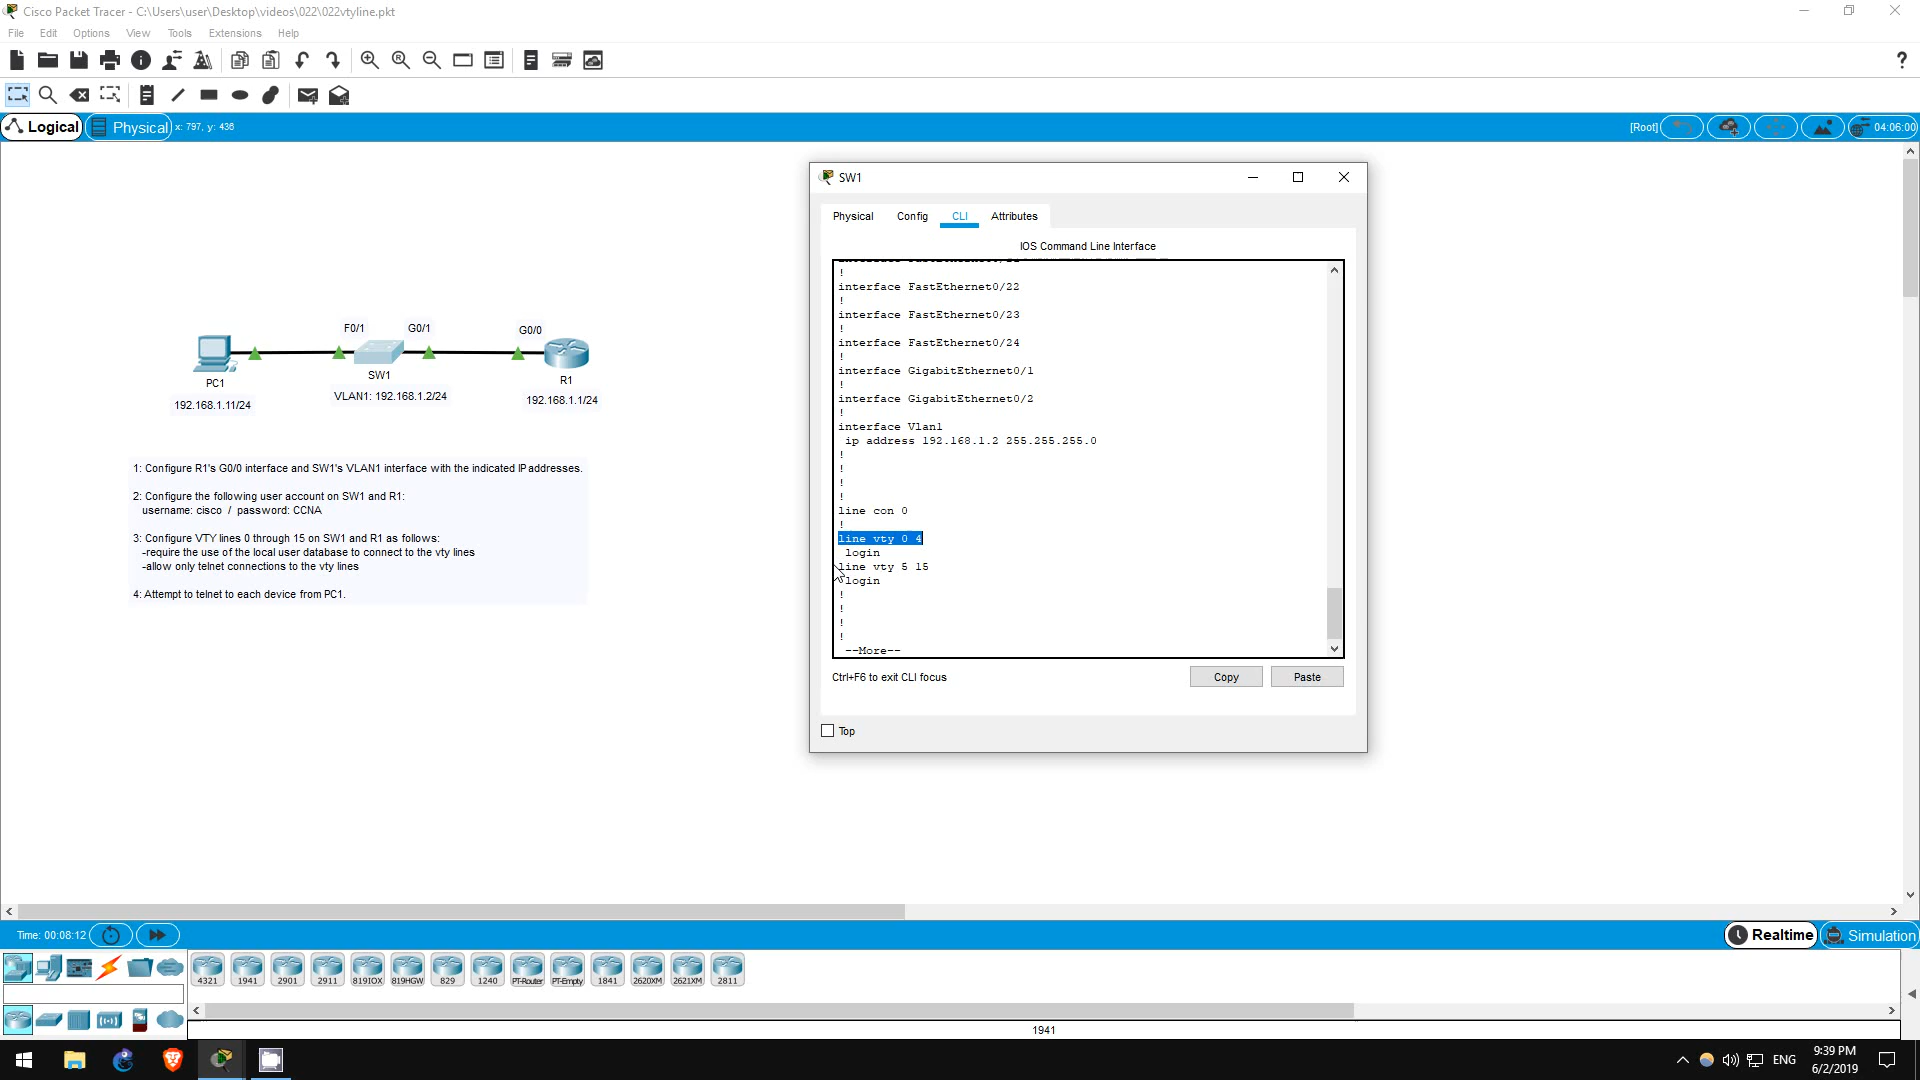 Cisco Packet Tracer - C:\Users\user\Desktop\videos\022\022vtyline.pkt
File Edit Options View Tools Extensions Help
?
Logical Physical x: 797, y: 436 [Root] 04:06:00
SW1
Physical Config CLI Attributes
IOS Command Line Interface
!
interface FastEthernet0/22
!
interface FastEthernet0/23
!
interface FastEthernet0/24
!
interface GigabitEthernet0/1
!
interface GigabitEthernet0/2
!
interface Vlan1
ip address 192.168.1.2 255.255.255.0
!
!
!
!
line con 0
!
line vty 0 4
login
line vty 5 15
login
!
!
!
!
--More--
Ctrl+F6 to exit CLI focus Copy Paste
Top
F0/1 G0/1 G0/0
PC1 SW1 R1
192.168.1.11/24 VLAN1: 192.168.1.2/24 192.168.1.1/24
1: Configure R1's G0/0 interface and SW1's VLAN1 interface with the indicated IP addresses.
2: Configure the following user account on SW1 and R1:
username: cisco / password: CCNA
3: Configure VTY lines 0 through 15 on SW1 and R1 as follows:
-require the use of the local user database to connect to the vty lines
-allow only telnet connections to the vty lines
4: Attempt to telnet to each device from PC1.
Time: 00:08:12 Realtime Simulation
4321 1941 2901 2911 819IOX 819HGW 829 1240 PT-Router PT-Empty 1841 2620XM 2621XM 2811
1941
ENG 9:39 PM
6/2/2019